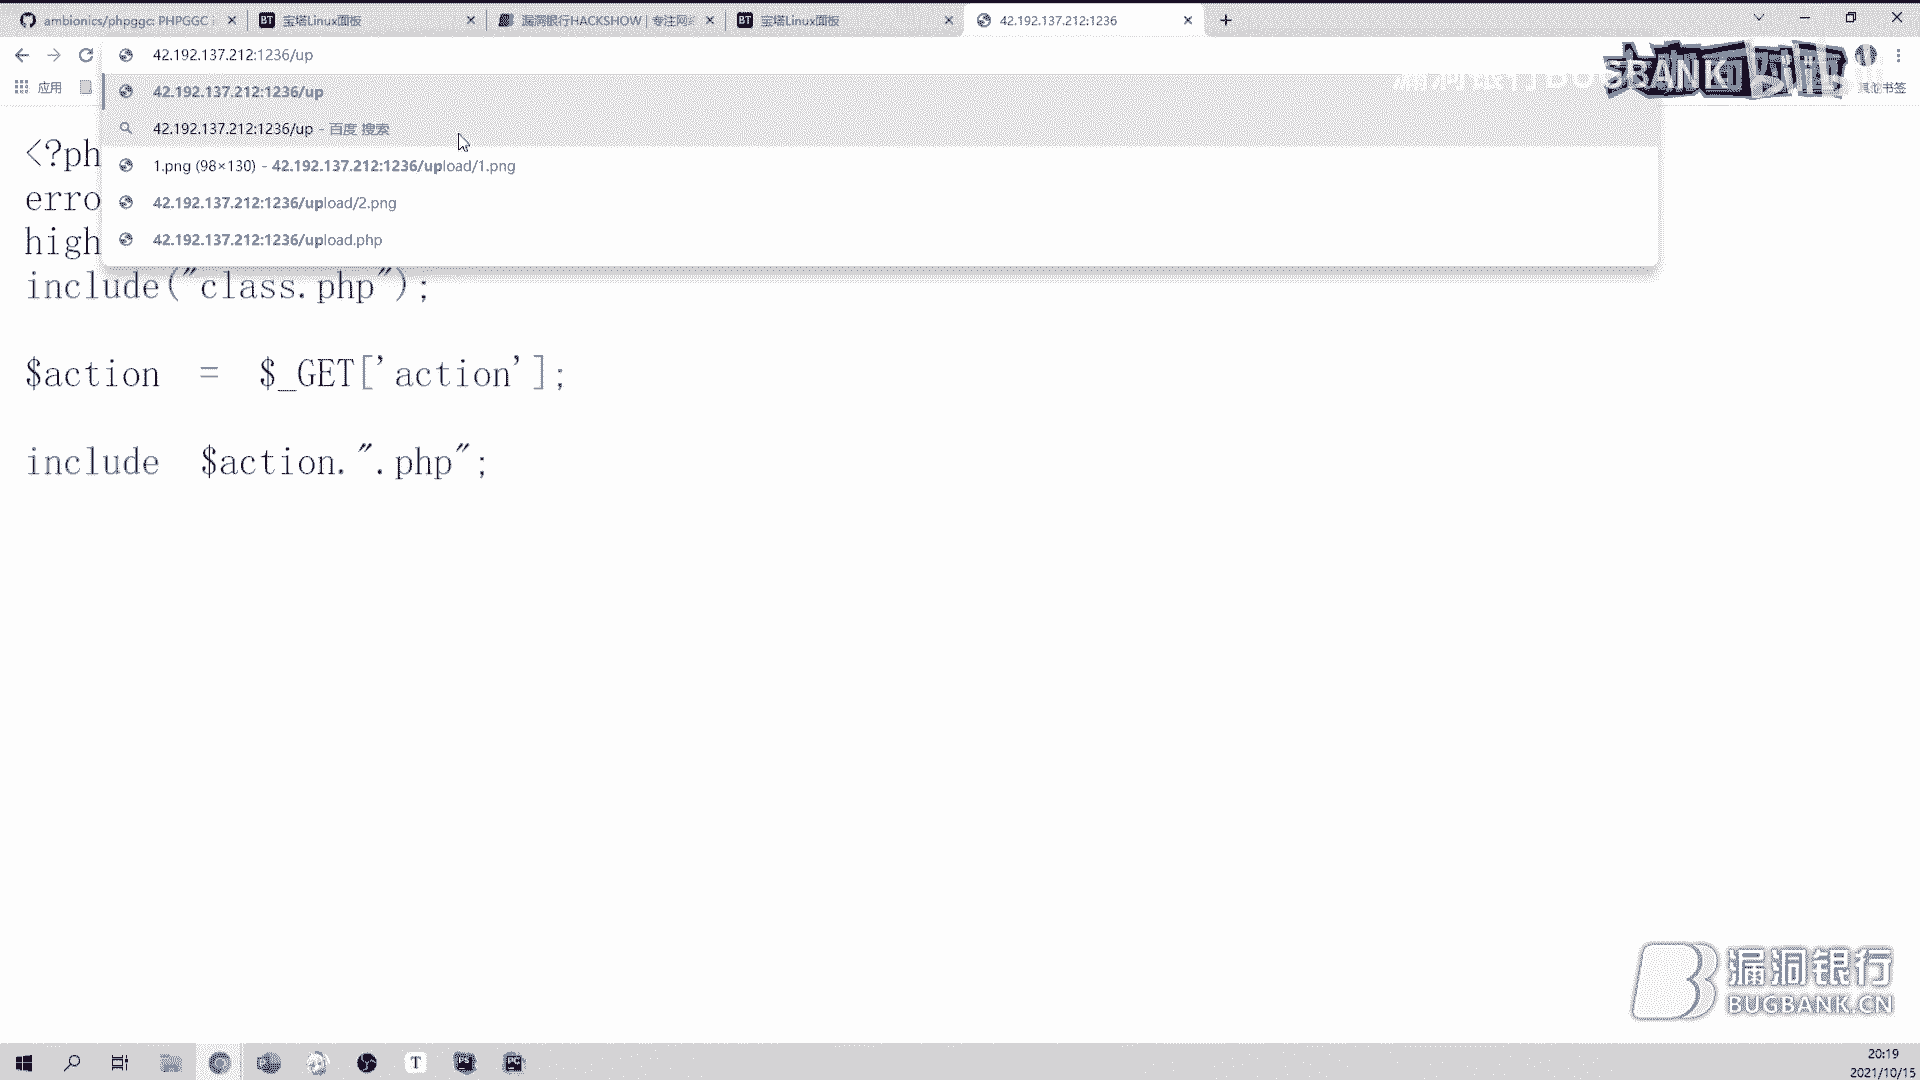 ambionics/phpggc: PHPGGC i
BT 宝塔Linux面板
漏洞银行HACKSHOW | 专注网络
BT 宝塔Linux面板
42.192.137.212:1236
42.192.137.212:1236/up
应用
其他书签
42.192.137.212:1236/up
42.192.137.212:1236/up - 百度 搜索
1.png (98×130) - 42.192.137.212:1236/upload/1.png
42.192.137.212:1236/upload/2.png
42.192.137.212:1236/upload.php
<?ph
erro
high
include("class.php");
$action = $_GET['action'];
include $action.".php";
漏洞银行
BUGBANK.CN
20:19
2021/10/15